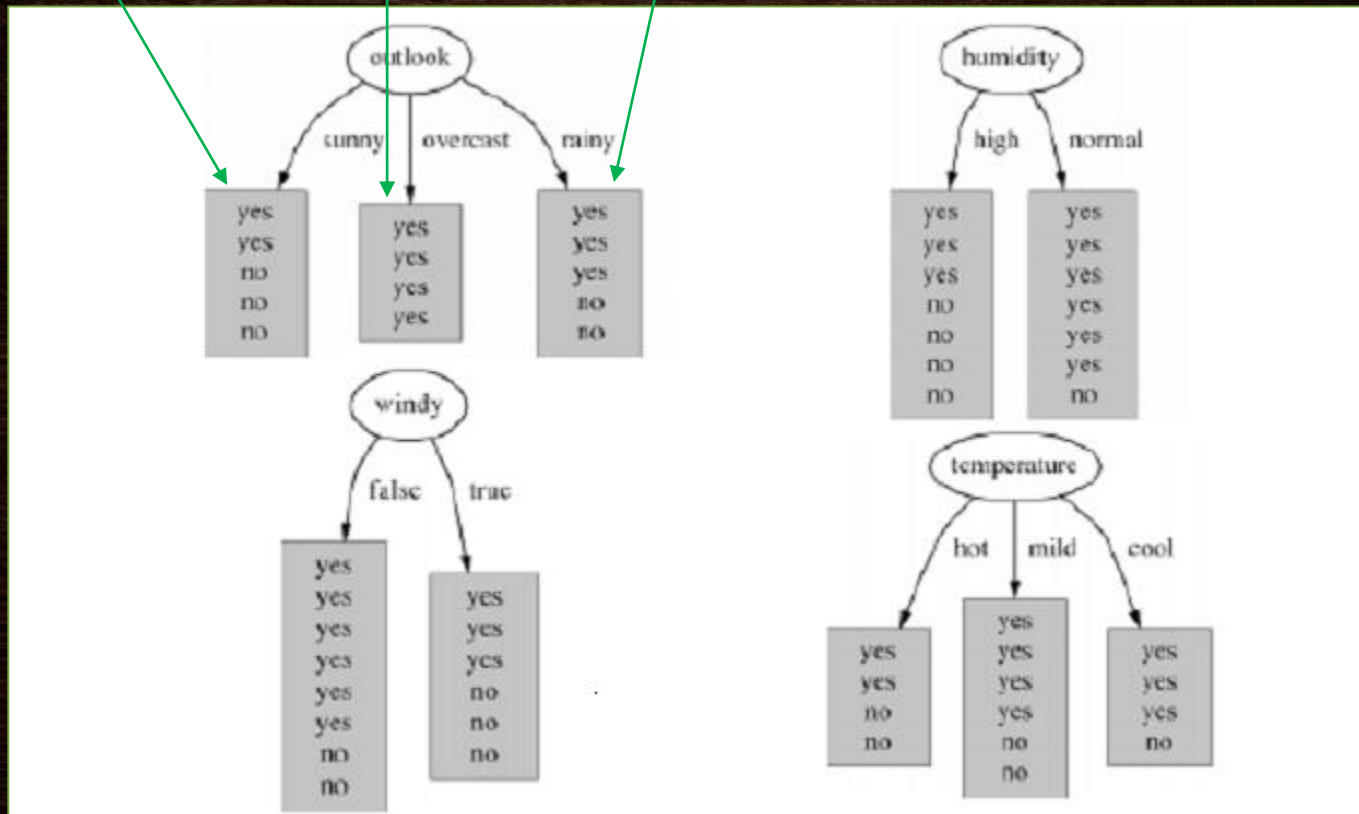 outlook
sunny overcast rainy
yes
yes
no
no
no
yes
yes
yes
yes
yes
yes
yes
no
no
humidity
high normal
yes
yes
yes
no
no
no
no
yes
yes
yes
yes
yes
yes
no
windy
false true
yes
yes
yes
yes
yes
yes
no
no
yes
yes
yes
no
no
no
temperature
hot mild cool
yes
yes
no
no
yes
yes
yes
yes
no
no
yes
yes
yes
no